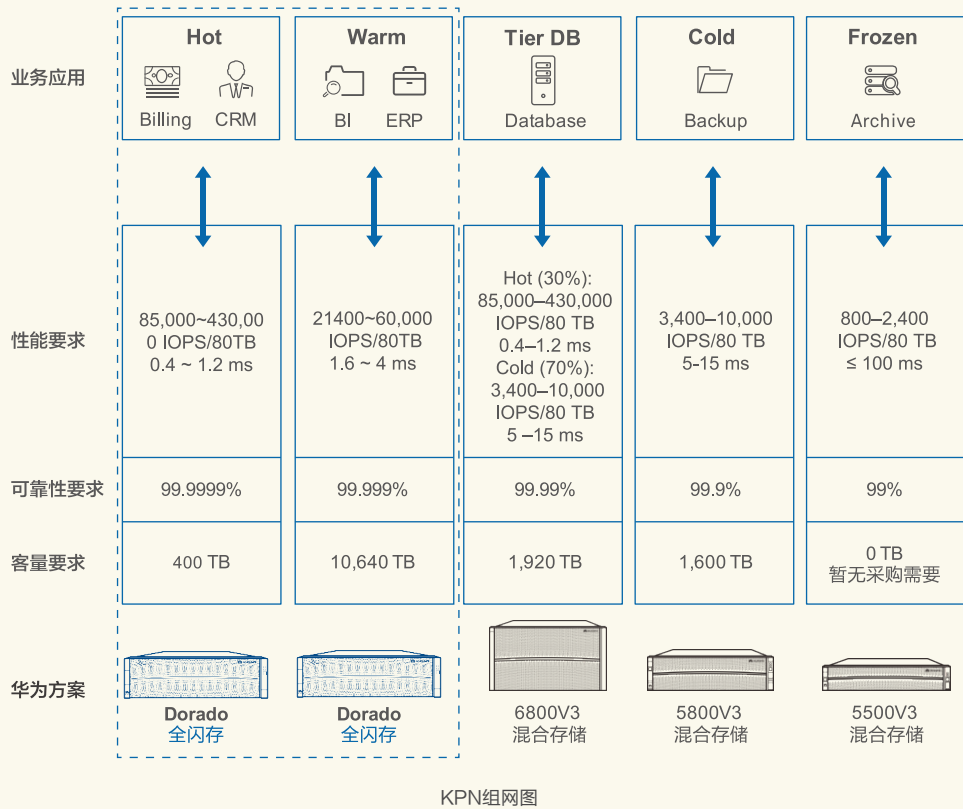 业务应用
Hot
Billing CRM
Warm
BI ERP
Tier DB
Database
Cold
Backup
Frozen
Archive
性能要求
85,000~430,00
0 IOPS/80TB
0.4 ~ 1.2 ms
21400~60,000
IOPS/80TB
1.6 ~ 4 ms
Hot (30%):
85,000–430,000
IOPS/80 TB
0.4–1.2 ms
Cold (70%):
3,400–10,000
IOPS/80 TB
5 –15 ms
3,400–10,000
IOPS/80 TB
5-15 ms
800–2,400
IOPS/80 TB
≤ 100 ms
可靠性要求
99.9999%
99.999%
99.99%
99.9%
99%
客量要求
400 TB
10,640 TB
1,920 TB
1,600 TB
0 TB
暂无采购需要
华为方案
Dorado
全闪存
Dorado
全闪存
6800V3
混合存储
5800V3
混合存储
5500V3
混合存储
KPN组网图